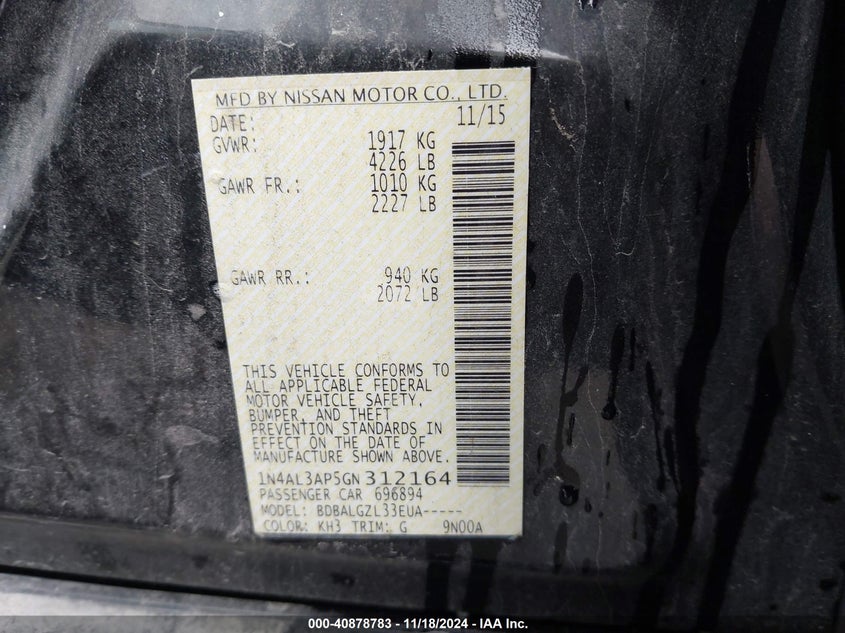 MFD BY NISSAN MOTOR CO., LTD.
DATE: 11/15
GVWR: 1917 KG
4226 LB
GAWR FR.: 1010 KG
2227 LB
GAWR RR.: 940 KG
2072 LB
THIS VEHICLE CONFORMS TO
ALL APPLICABLE FEDERAL
MOTOR VEHICLE SAFETY,
BUMPER, AND THEFT
PREVENTION STANDARDS IN
EFFECT ON THE DATE OF
MANUFACTURE SHOWN ABOVE.
1N4AL3AP5GN312164
PASSENGER CAR 696894
MODEL: BDBALGZL33EUA-----
COLOR: KH3 TRIM: G 9N00A
000-40878783 - 11/18/2024 - IAA Inc.